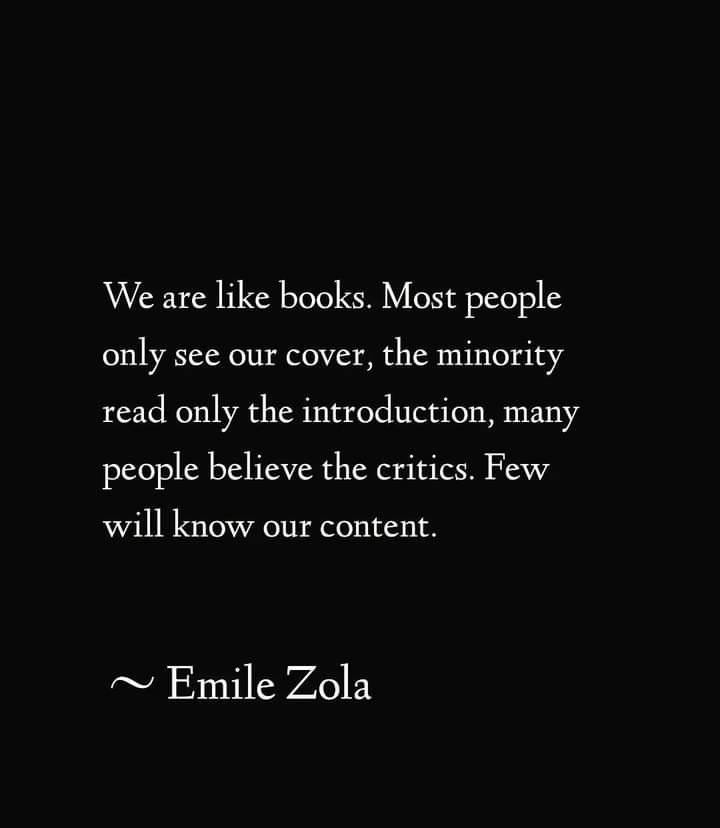 We are like books. Most people
only see our cover, the minority
read only the introduction, many
people believe the critics. Few
will know our content.
~ Emile Zola